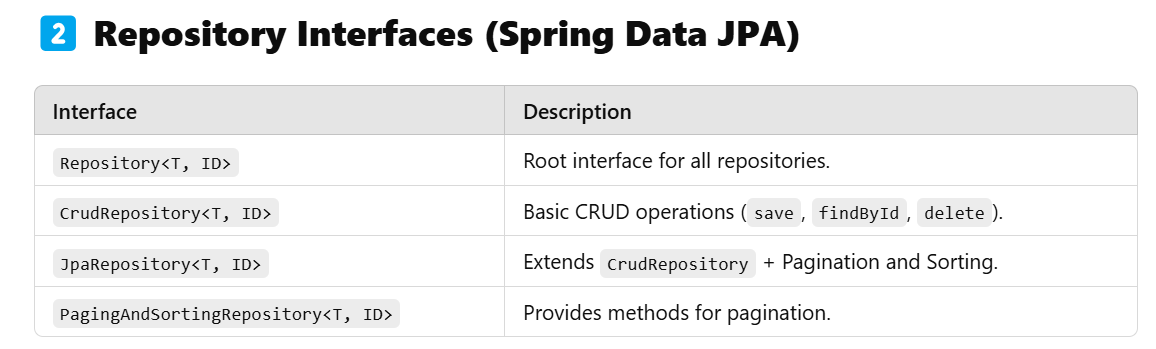 2 Repository Interfaces (Spring Data JPA)
Interface Description
Repository<T, ID> Root interface for all repositories.
CrudRepository<T, ID> Basic CRUD operations ( save , findById , delete ).
JpaRepository<T, ID> Extends CrudRepository + Pagination and Sorting.
PagingAndSortingRepository<T, ID> Provides methods for pagination.